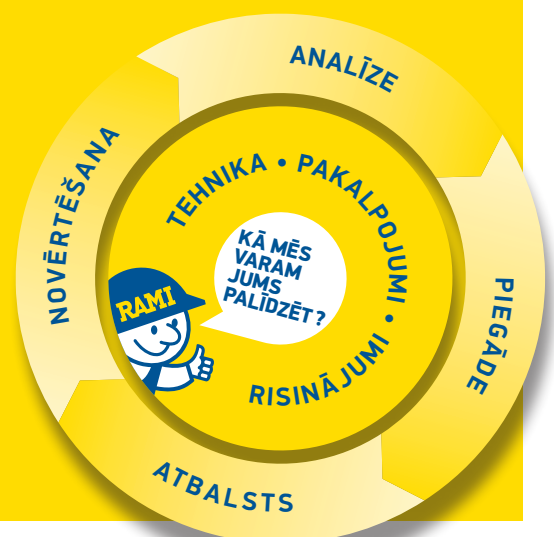 ANALĪZE
PIEGĀDE
ATBALSTS
NOVĒRTĒŠANA
TEHNIKA • PAKALPOJUMI • RISINĀJUMI
KĀ MĒS
VARAM
JUMS
PALĪDZĒT?
RAMI